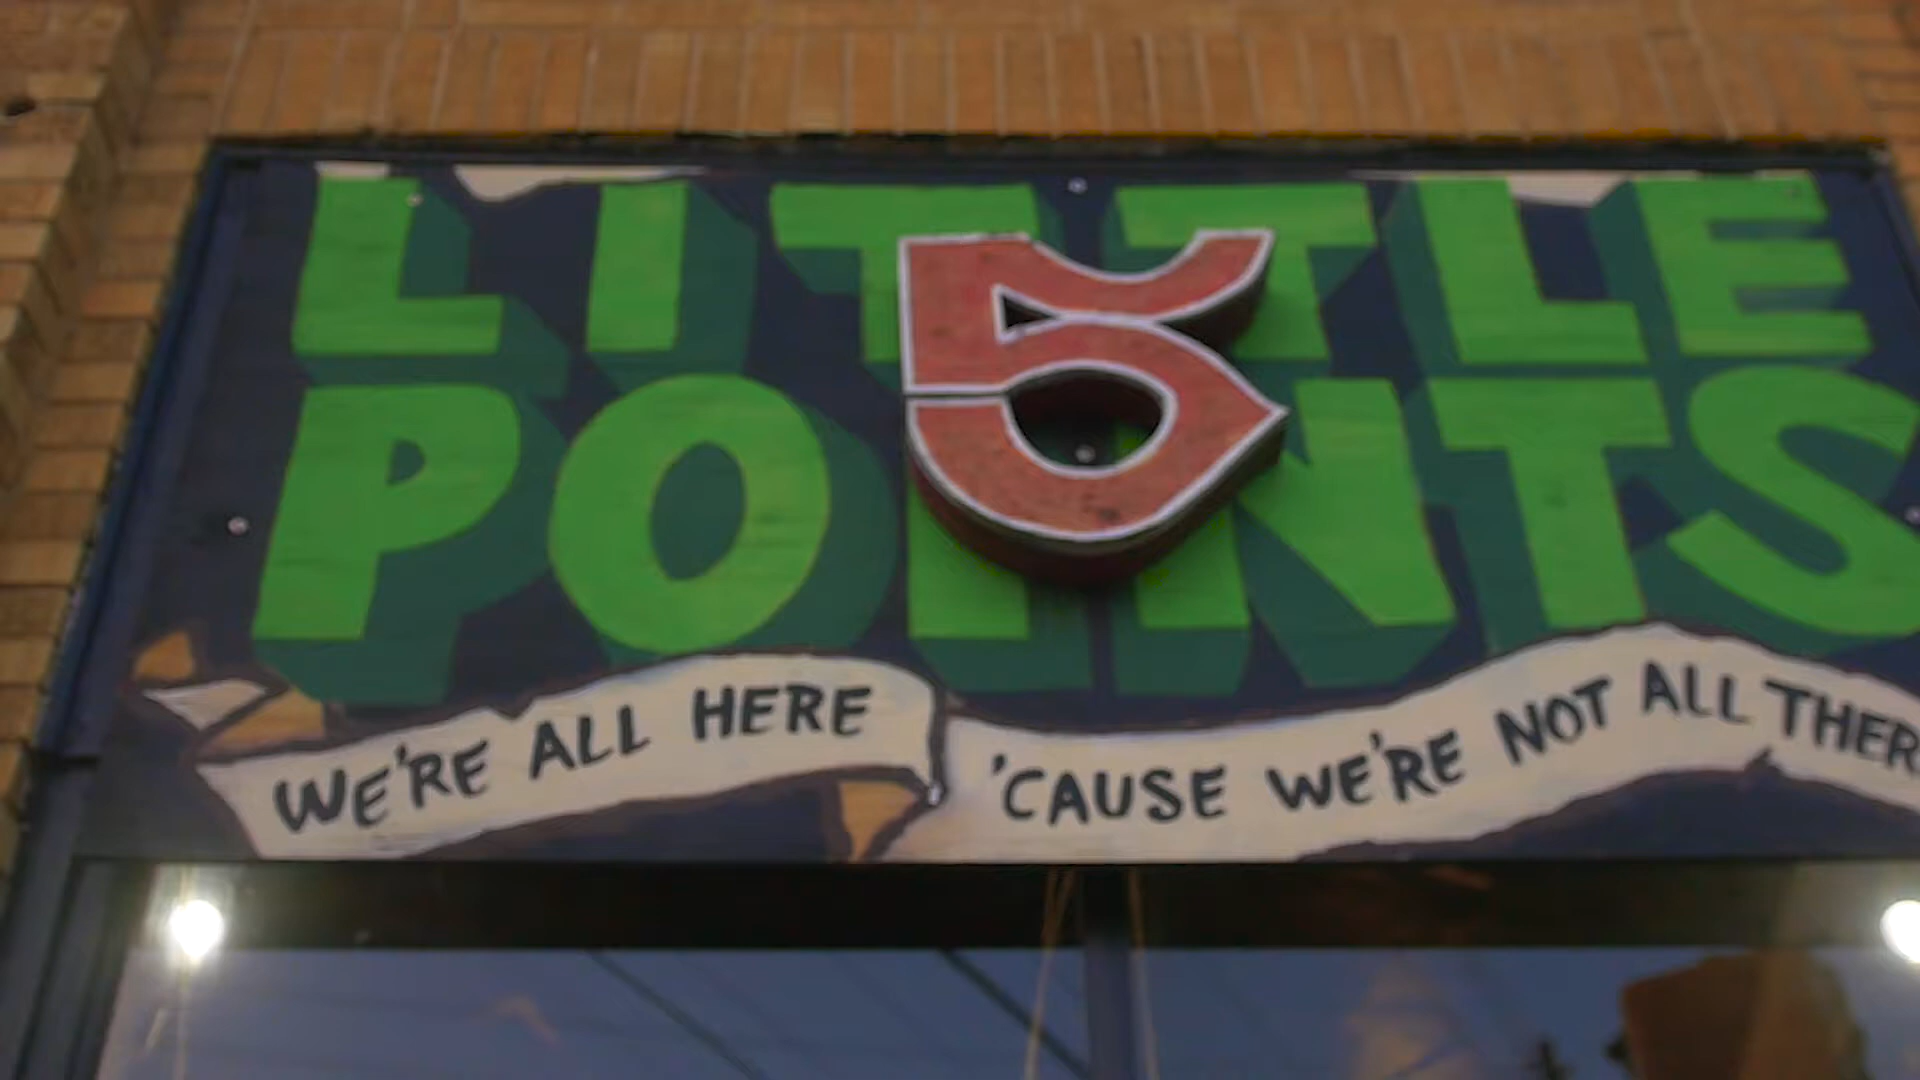 LITTLE
5
POINTS
WE'RE ALL HERE
'CAUSE WE'RE NOT ALL THER